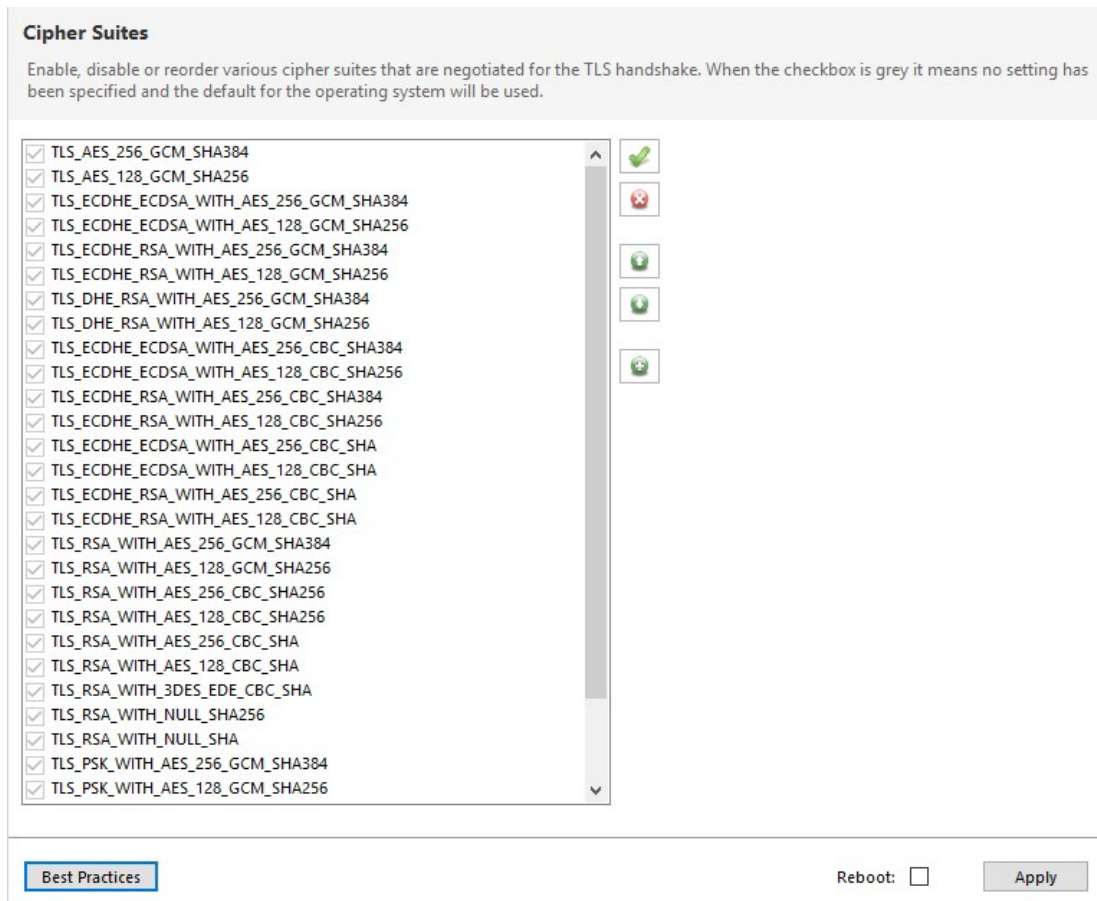 Cipher Suites
Enable, disable or reorder various cipher suites that are negotiated for the TLS handshake. When the checkbox is grey it means no setting has
been specified and the default for the operating system will be used.
TLS_AES_256_GCM_SHA384
TLS_AES_128_GCM_SHA256
TLS_ECDHE_ECDSA_WITH_AES_256_GCM_SHA384
TLS_ECDHE_ECDSA_WITH_AES_128_GCM_SHA256
TLS_ECDHE_RSA_WITH_AES_256_GCM_SHA384
TLS_ECDHE_RSA_WITH_AES_128_GCM_SHA256
TLS_DHE_RSA_WITH_AES_256_GCM_SHA384
TLS_DHE_RSA_WITH_AES_128_GCM_SHA256
TLS_ECDHE_ECDSA_WITH_AES_256_CBC_SHA384
TLS_ECDHE_ECDSA_WITH_AES_128_CBC_SHA256
TLS_ECDHE_RSA_WITH_AES_256_CBC_SHA384
TLS_ECDHE_RSA_WITH_AES_128_CBC_SHA256
TLS_ECDHE_ECDSA_WITH_AES_256_CBC_SHA
TLS_ECDHE_ECDSA_WITH_AES_128_CBC_SHA
TLS_ECDHE_RSA_WITH_AES_256_CBC_SHA
TLS_ECDHE_RSA_WITH_AES_128_CBC_SHA
TLS_RSA_WITH_AES_256_GCM_SHA384
TLS_RSA_WITH_AES_128_GCM_SHA256
TLS_RSA_WITH_AES_256_CBC_SHA256
TLS_RSA_WITH_AES_128_CBC_SHA256
TLS_RSA_WITH_AES_256_CBC_SHA
TLS_RSA_WITH_AES_128_CBC_SHA
TLS_RSA_WITH_3DES_EDE_CBC_SHA
TLS_RSA_WITH_NULL_SHA256
TLS_RSA_WITH_NULL_SHA
TLS_PSK_WITH_AES_256_GCM_SHA384
TLS_PSK_WITH_AES_128_GCM_SHA256
Best Practices
Reboot:
Apply